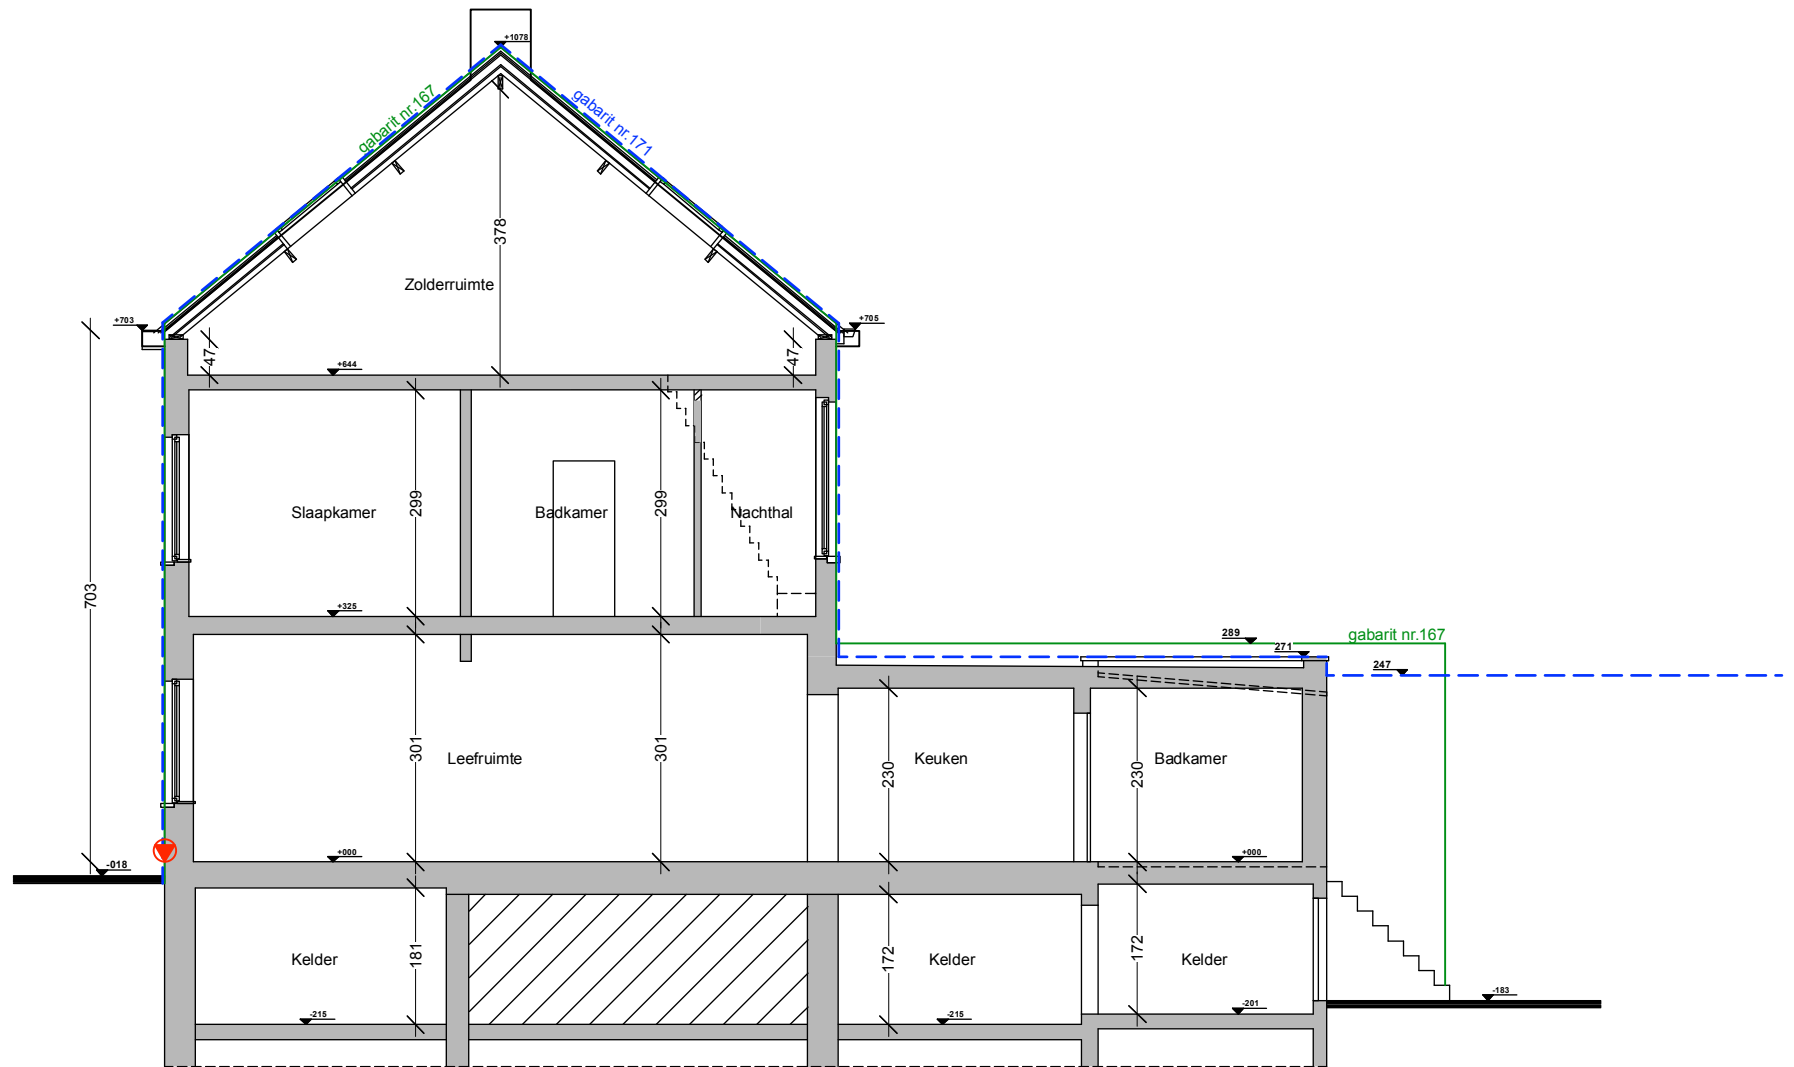 +1078
gabarit nr.167
gabarit nr.171
378
Zolderruimte
+703
+705
47
47
+644
299
299
Slaapkamer
Badkamer
Nachthal
703
+325
289
gabarit nr.167
271
247
301
301
Leefruimte
Keuken
Badkamer
230
230
+000
+000
-018
181
172
172
Kelder
Kelder
Kelder
-183
-201
-215
-215